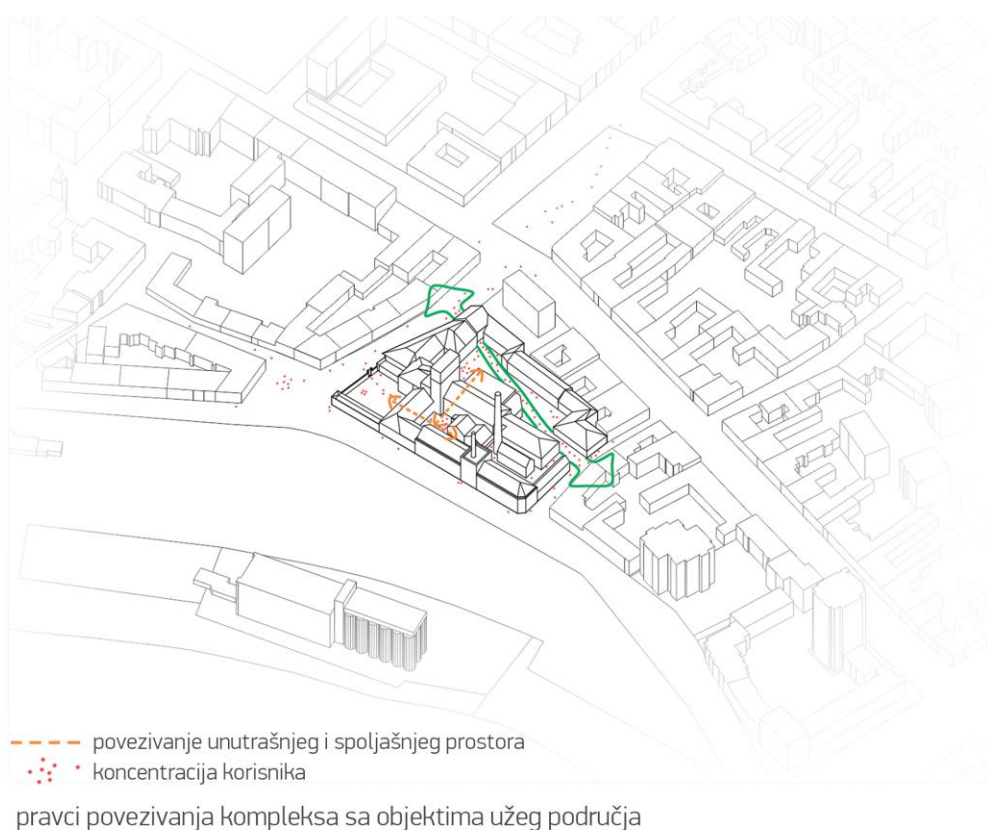 povezivanje unutrašnjeg i spoljašnjeg prostora
koncentracija korisnika
pravci povezivanja kompleksa sa objektima užeg područja